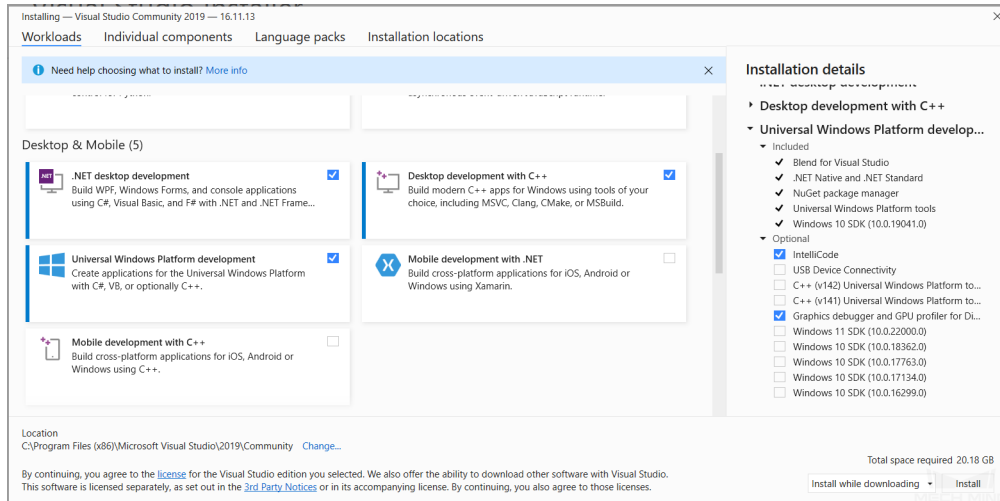 Visual Studio Installer
Installing — Visual Studio Community 2019 — 16.11.13
Workloads
Individual components
Language packs
Installation locations
Need help choosing what to install? More info
Desktop & Mobile (5)
.NET desktop development
Build WPF, Windows Forms, and console applications
using C#, Visual Basic, and F# with .NET and .NET Frame...
Desktop development with C++
Build modern C++ apps for Windows using tools of your
choice, including MSVC, Clang, CMake, or MSBuild.
Universal Windows Platform development
Create applications for the Universal Windows Platform
with C#, VB, or optionally C++.
Mobile development with .NET
Build cross-platform applications for iOS, Android or
Windows using Xamarin.
Mobile development with C++
Build cross-platform applications for iOS, Android or
Windows using C++.
Installation details
.NET desktop development
Desktop development with C++
Universal Windows Platform develop...
Included
Blend for Visual Studio
.NET Native and .NET Standard
NuGet package manager
Universal Windows Platform tools
Windows 10 SDK (10.0.19041.0)
Optional
IntelliCode
USB Device Connectivity
C++ (v142) Universal Windows Platform to...
C++ (v141) Universal Windows Platform to...
Graphics debugger and GPU profiler for Di...
Windows 11 SDK (10.0.22000.0)
Windows 10 SDK (10.0.18362.0)
Windows 10 SDK (10.0.17763.0)
Windows 10 SDK (10.0.17134.0)
Windows 10 SDK (10.0.16299.0)
Location
C:\Program Files (x86)\Microsoft Visual Studio\2019\Community Change...
By continuing, you agree to the license for the Visual Studio edition you selected. We also offer the ability to download other software with Visual Studio.
This software is licensed separately, as set out in the 3rd Party Notices or in its accompanying license. By continuing, you also agree to those licenses.
Total space required 20.18 GB
Install while downloading
Install